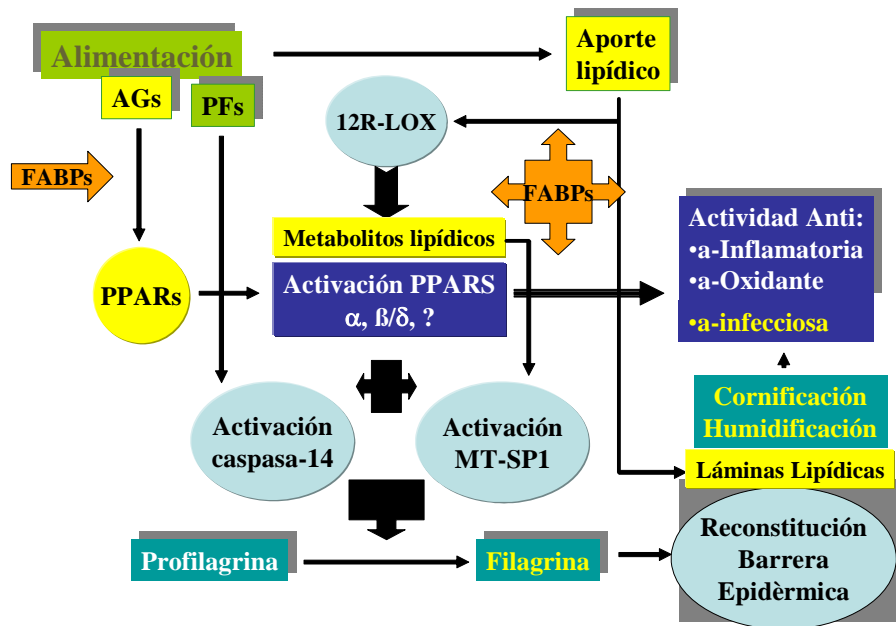 Alimentación
Aporte
lipídico
AGs
PFs
12R-LOX
FABPs
FABPs
Metabolitos lipídicos
Actividad Anti:
•a-Inflamatoria
•a-Oxidante
•a-infecciosa
PPARs
Activación PPARS
α, ß/δ, ?
Cornificación
Humidificación
Activación
caspasa-14
Activación
MT-SP1
Láminas Lipídicas
Reconstitución
Barrera
Epidèrmica
Profilagrina
Filagrina